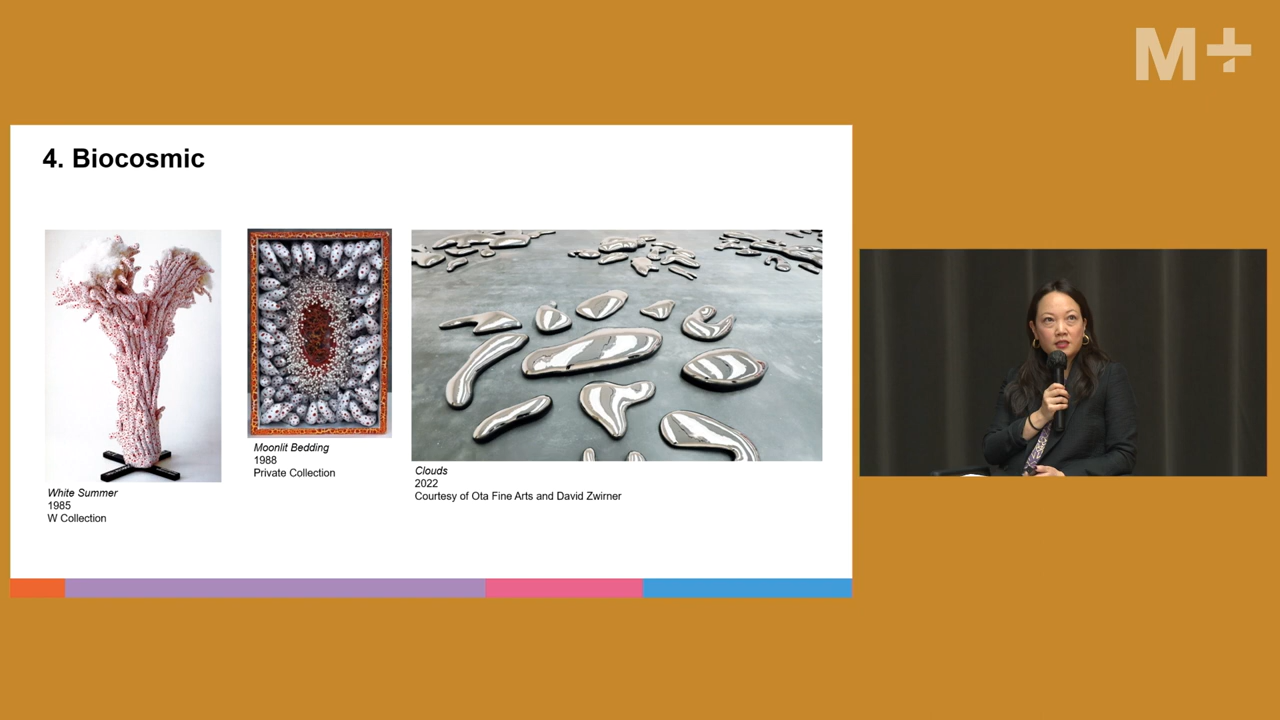 M+
4. Biocosmic
White Summer
1985
W Collection
Moonlit Bedding
1988
Private Collection
Clouds
2022
Courtesy of Ota Fine Arts and David Zwirner